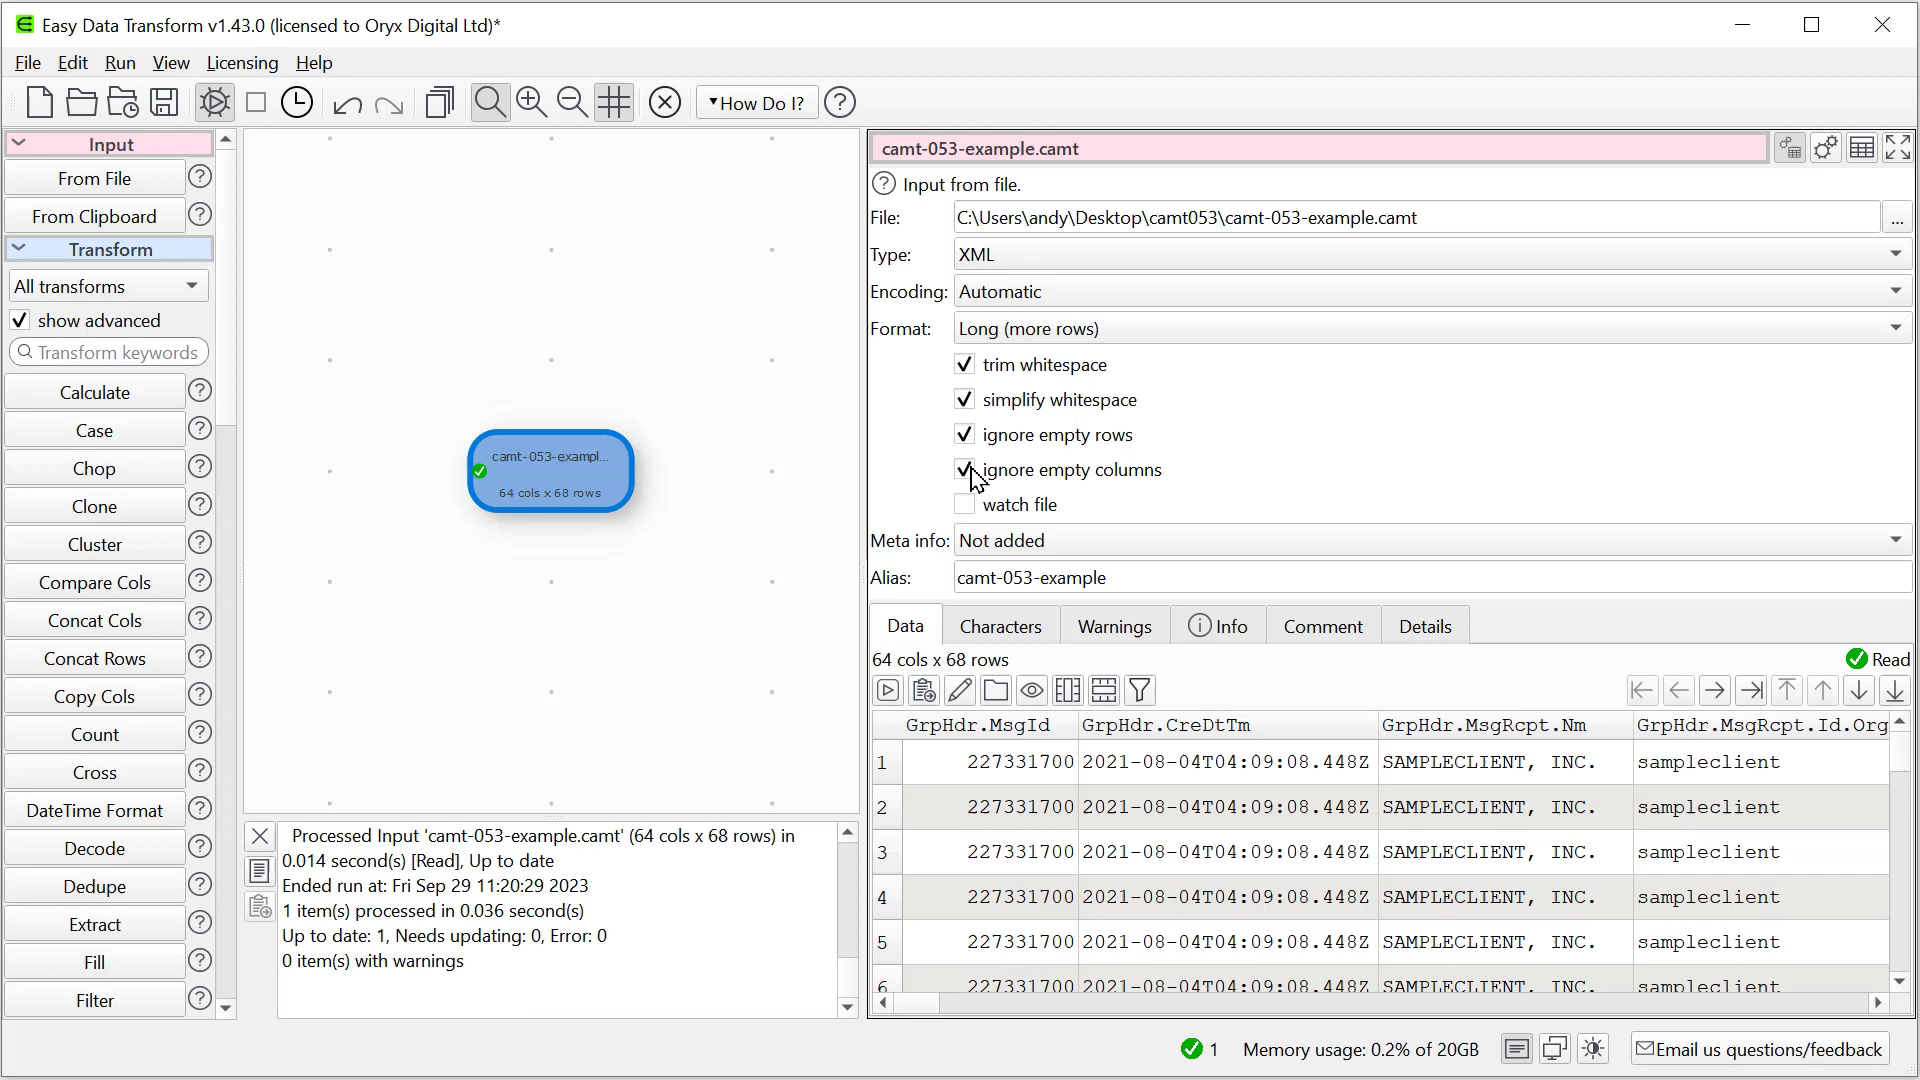 Easy Data Transform v1.43.0 (licensed to Oryx Digital Ltd)*
File Edit Run View Licensing Help
How Do I?
Input
From File
From Clipboard
Transform
All transforms
show advanced
Transform keywords
Calculate
Case
Chop
Clone
Cluster
Compare Cols
Concat Cols
Concat Rows
Copy Cols
Count
Cross
DateTime Format
Decode
Dedupe
Extract
Fill
Filter
camt-053-exampl...
64 cols x 68 rows
Processed Input 'camt-053-example.camt' (64 cols x 68 rows) in
0.014 second(s) [Read], Up to date
Ended run at: Fri Sep 29 11:20:29 2023
1 item(s) processed in 0.036 second(s)
Up to date: 1, Needs updating: 0, Error: 0
0 item(s) with warnings
camt-053-example.camt
Input from file.
File: C:\Users\andy\Desktop\camt053\camt-053-example.camt ...
Type: XML
Encoding: Automatic
Format: Long (more rows)
trim whitespace
simplify whitespace
ignore empty rows
ignore empty columns
watch file
Meta info: Not added
Alias: camt-053-example
Data Characters Warnings Info Comment Details
64 cols x 68 rows Read
GrpHdr.MsgId GrpHdr.CreDtTm GrpHdr.MsgRcpt.Nm GrpHdr.MsgRcpt.Id.Org
1 227331700 2021-08-04T04:09:08.448Z SAMPLECLIENT, INC. sampleclient
2 227331700 2021-08-04T04:09:08.448Z SAMPLECLIENT, INC. sampleclient
3 227331700 2021-08-04T04:09:08.448Z SAMPLECLIENT, INC. sampleclient
4 227331700 2021-08-04T04:09:08.448Z SAMPLECLIENT, INC. sampleclient
5 227331700 2021-08-04T04:09:08.448Z SAMPLECLIENT, INC. sampleclient
6 227331700 2021-08-04T04:09:08.448Z SAMPLECLIENT, INC. sampleclient
1 Memory usage: 0.2% of 20GB Email us questions/feedback